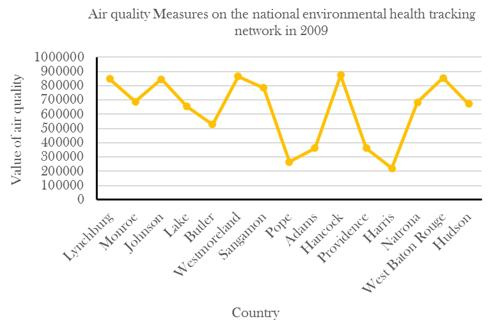 Air quality Measures on the national environmental health tracking
network in 2009
Value of air quality
1000000
900000
800000
700000
600000
500000
400000
300000
200000
100000
0
Lynchburg
Monroe
Johnson
Lake
Butler
Westmoreland
Sangamon
Pope
Adams
Hancock
Providence
Harris
Natrona
West Baton Rouge
Hudson
Country